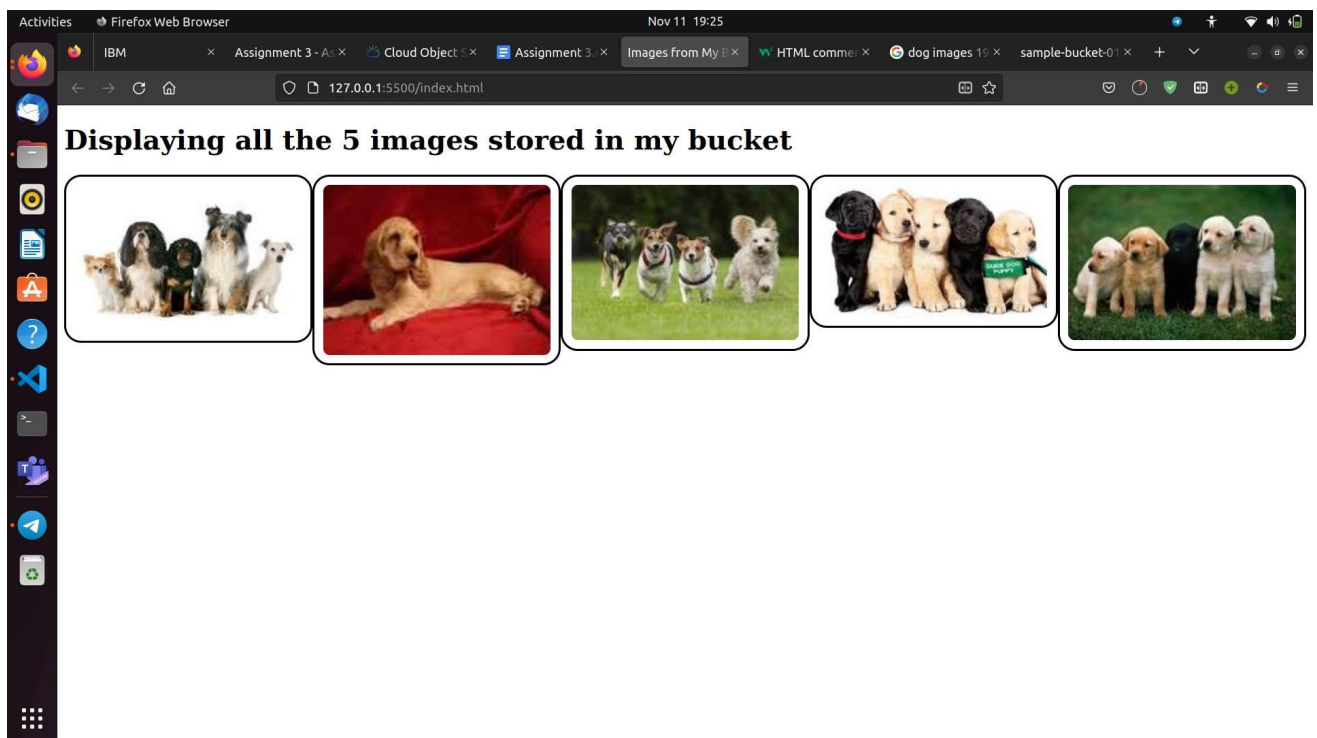 Activities Firefox Web Browser Nov 11 19:25
IBM Assignment 3 - As Cloud Object S Assignment 3. Images from My B HTML commen dog images 19 sample-bucket-01
127.0.0.1:5500/index.html
Displaying all the 5 images stored in my bucket
GUIDE DOG
PUPPY